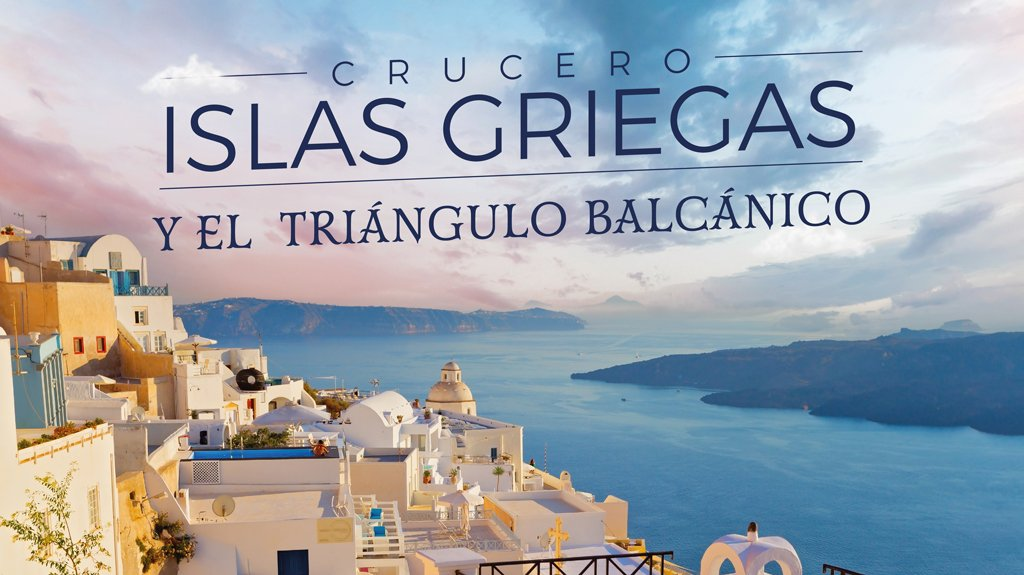 CRUCERO
ISLAS GRIEGAS
Y EL TRIÁNGULO BALCÁNICO